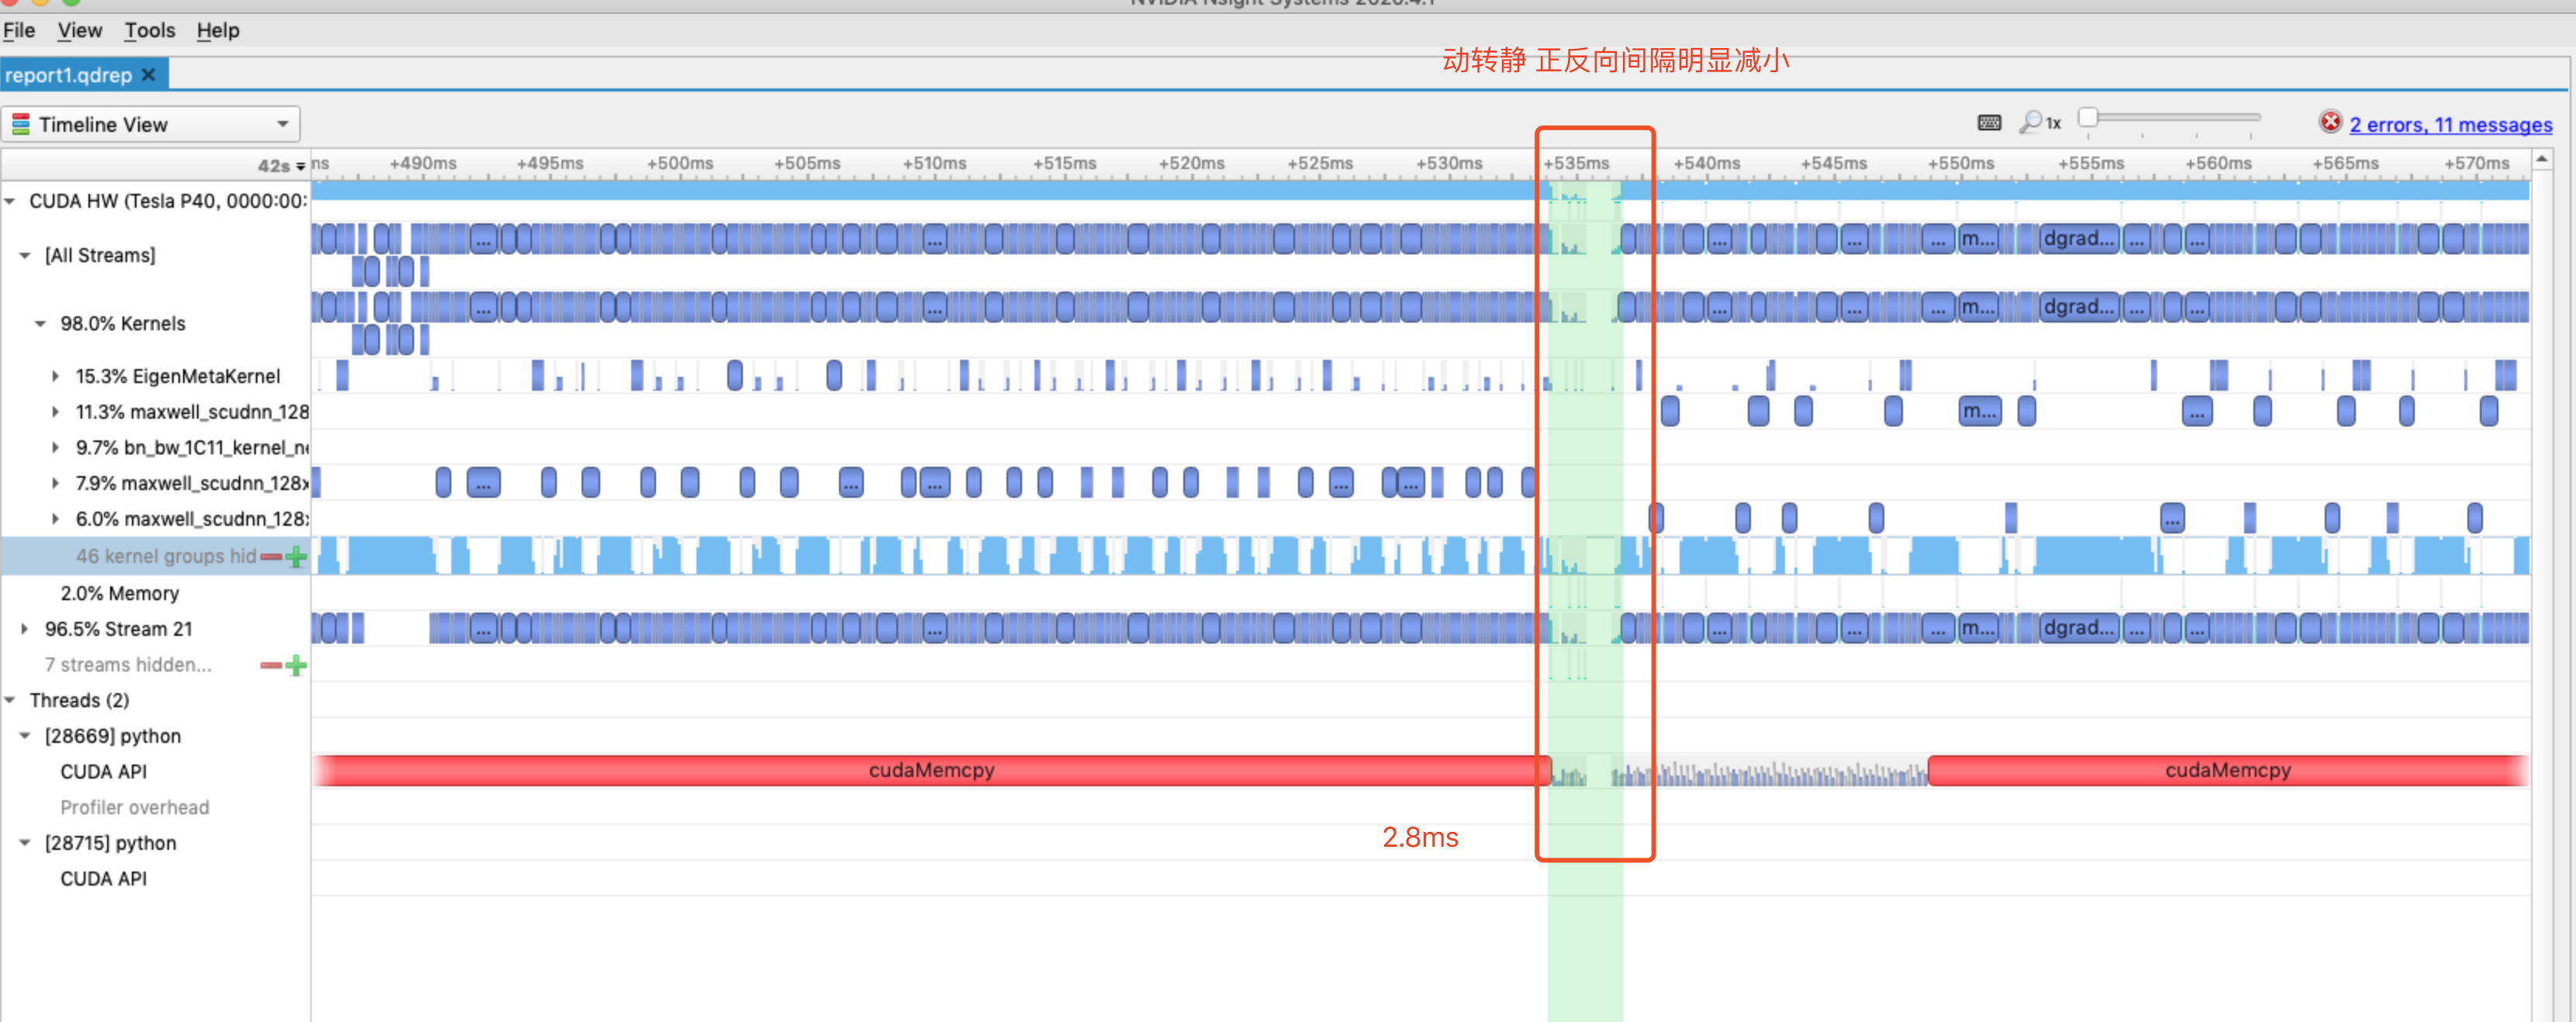 NVIDIA Nsight Systems 2020.4.1
File View Tools Help
动转静 正反向间隔明显减小
report1.qdrep ×
Timeline View
1x
2 errors, 11 messages
42s
ns +490ms +495ms +500ms +505ms +510ms +515ms +520ms +525ms +530ms +535ms +540ms +545ms +550ms +555ms +560ms +565ms +570ms
CUDA HW (Tesla P40, 0000:00:
[All Streams]
... ... ... ... ... m... dgrad... ... ...
98.0% Kernels
... ... ... ... ... m... dgrad... ... ...
15.3% EigenMetaKernel
11.3% maxwell_scudnn_128
m... ...
9.7% bn_bw_1C11_kernel_ne
7.9% maxwell_scudnn_128x
... ... ... ... ...
6.0% maxwell_scudnn_128x
...
46 kernel groups hid
2.0% Memory
96.5% Stream 21
... ... ... ... ... m... dgrad... ... ...
7 streams hidden...
Threads (2)
[28669] python
CUDA API
cudaMemcpy
cudaMemcpy
Profiler overhead
2.8ms
[28715] python
CUDA API